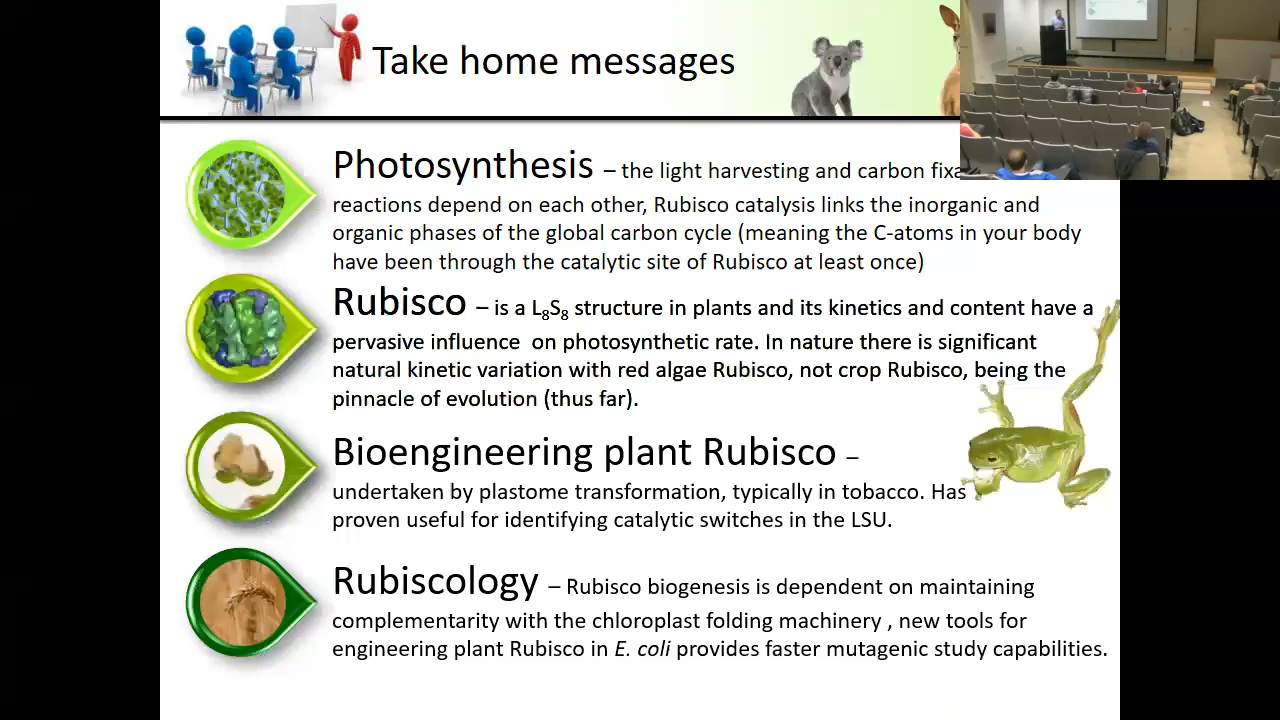 Take home messages
Photosynthesis – the light harvesting and carbon
reactions depend on each other, Rubisco catalysis links the inorganic and
organic phases of the global carbon cycle (meaning the C-atoms in your body
have been through the catalytic site of Rubisco at least once)
Rubisco – is a L₈S₈ structure in plants and its kinetics and content have a
pervasive influence on photosynthetic rate. In nature there is significant
natural kinetic variation with red algae Rubisco, not crop Rubisco, being the
pinnacle of evolution (thus far).
Bioengineering plant Rubisco –
undertaken by plastome transformation, typically in tobacco. Has
proven useful for identifying catalytic switches in the LSU.
Rubiscology – Rubisco biogenesis is dependent on maintaining
complementarity with the chloroplast folding machinery , new tools for
engineering plant Rubisco in E. coli provides faster mutagenic study capabilities.